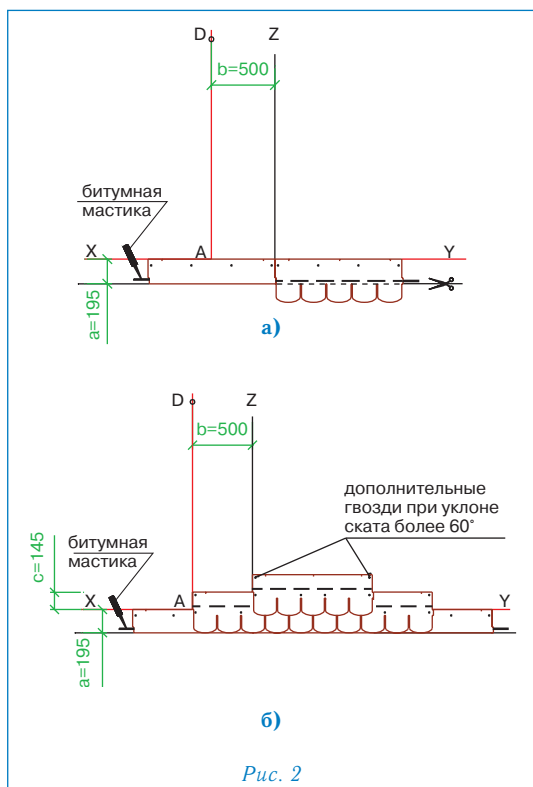 D
Z
b=500
битумная
мастика
X
A
Y
a=195
а)
D
Z
b=500
дополнительные
гвозди при уклоне
ската более 60°
c=145
битумная
мастика
X
A
Y
a=195
б)
Рис. 2